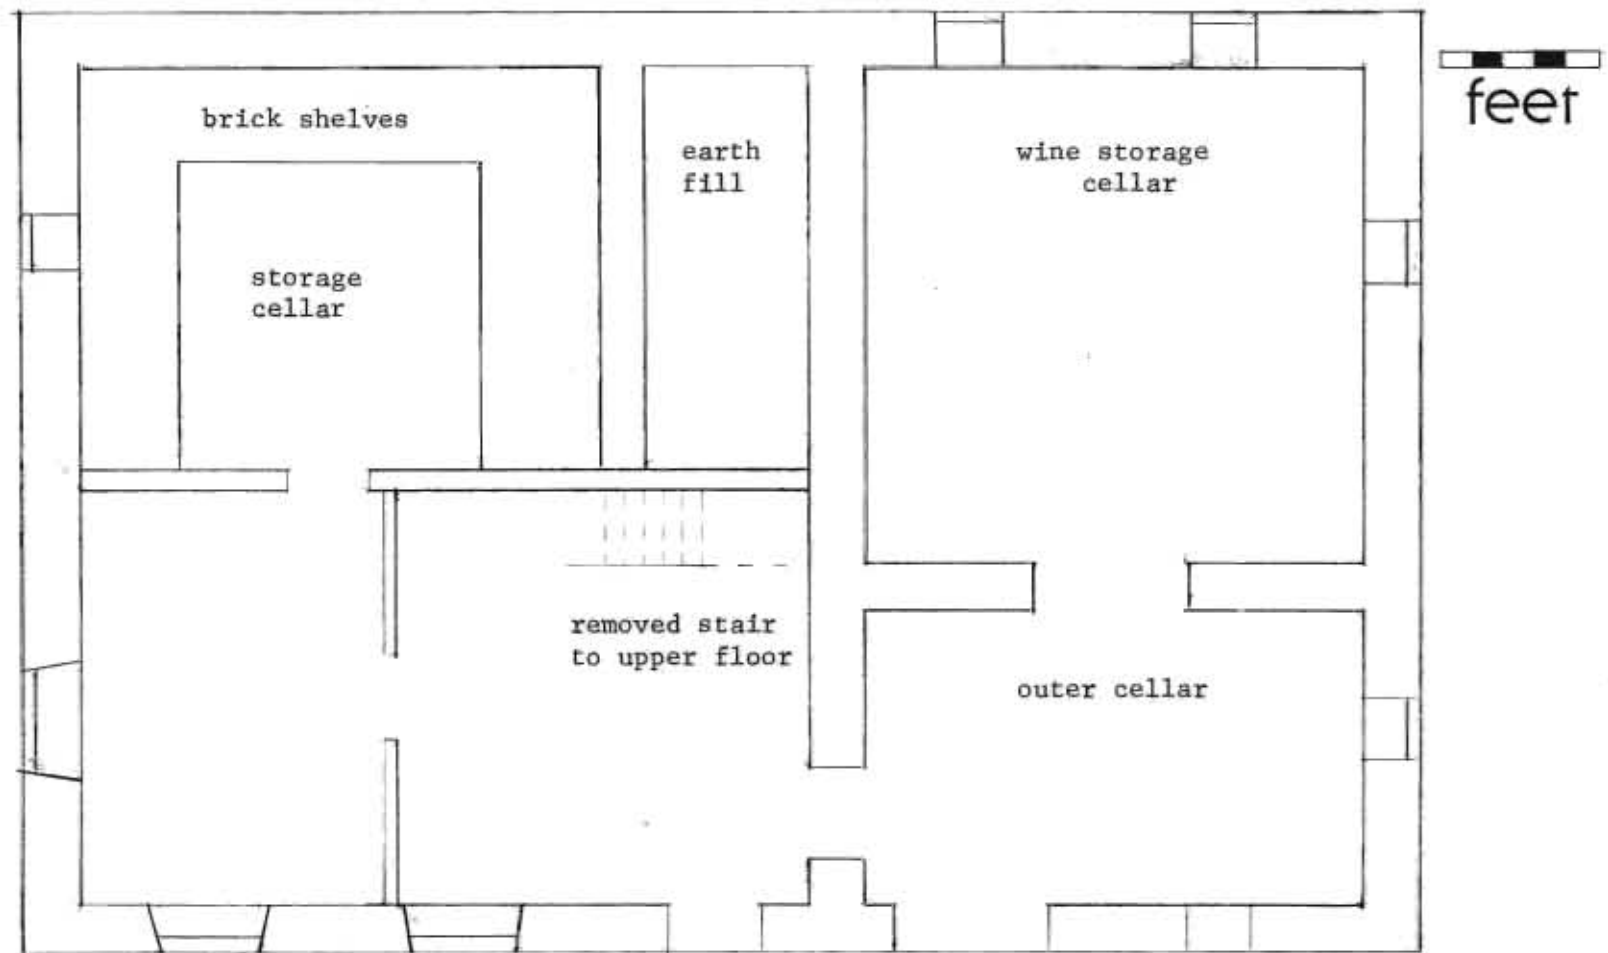 feet
brick shelves
earth
fill
wine storage
cellar
storage
cellar
removed stair
to upper floor
outer cellar